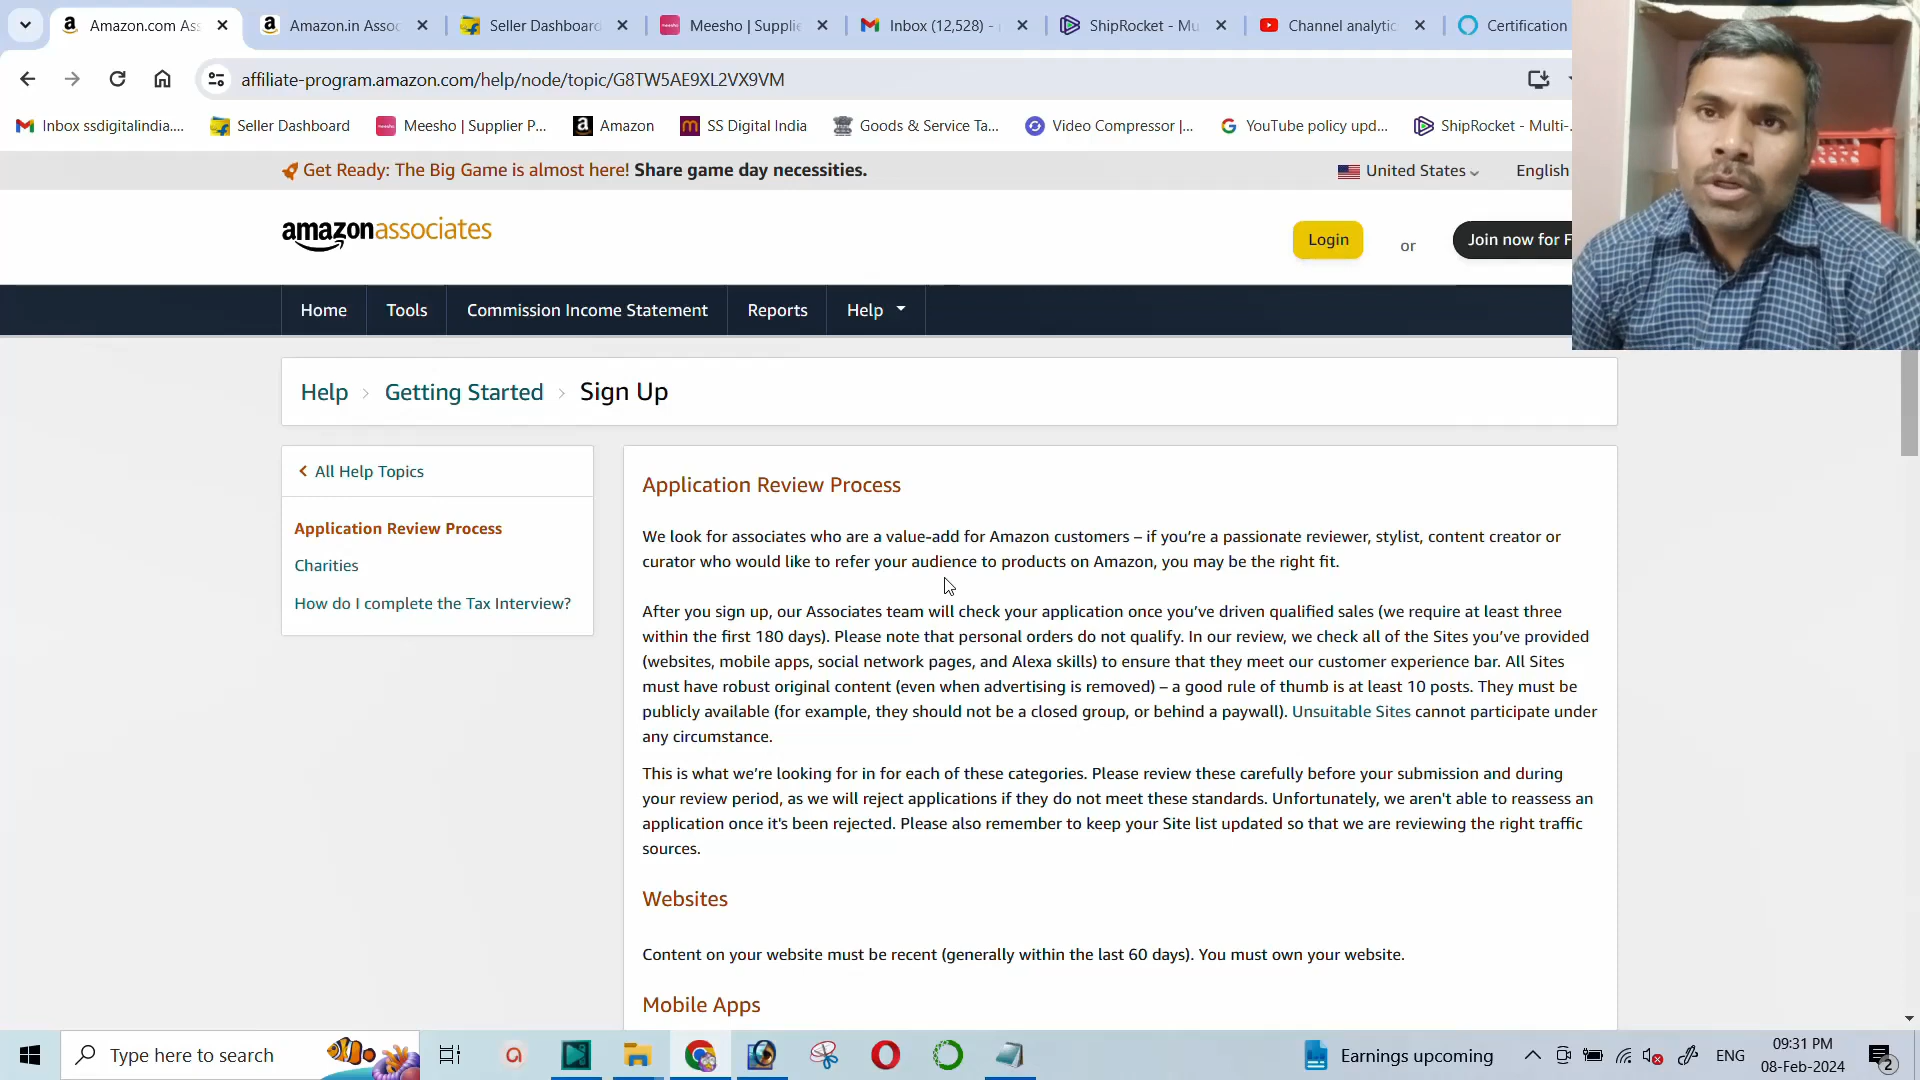 Amazon.com Ass
Amazon.in Assoc
Seller Dashboard
Meesho | Supplie
Inbox (12,528) -
ShipRocket - Mu
Channel analytic
Certification
affiliate-program.amazon.com/help/node/topic/G8TW5AE9XL2VX9VM
Inbox ssdigitalindia....
Seller Dashboard
Meesho | Supplier P...
Amazon
SS Digital India
Goods & Service Ta...
Video Compressor |...
YouTube policy upd...
ShipRocket - Multi-..
Get Ready: The Big Game is almost here! Share game day necessities.
United States
English
amazonassociates
Login
or
Join now for F
Home
Tools
Commission Income Statement
Reports
Help
Help > Getting Started > Sign Up
All Help Topics
Application Review Process
Charities
How do I complete the Tax Interview?
Application Review Process
We look for associates who are a value-add for Amazon customers – if you’re a passionate reviewer, stylist, content creator or
curator who would like to refer your audience to products on Amazon, you may be the right fit.
After you sign up, our Associates team will check your application once you’ve driven qualified sales (we require at least three
within the first 180 days). Please note that personal orders do not qualify. In our review, we check all of the Sites you’ve provided
(websites, mobile apps, social network pages, and Alexa skills) to ensure that they meet our customer experience bar. All Sites
must have robust original content (even when advertising is removed) – a good rule of thumb is at least 10 posts. They must be
publicly available (for example, they should not be a closed group, or behind a paywall). Unsuitable Sites cannot participate under
any circumstance.
This is what we’re looking for in for each of these categories. Please review these carefully before your submission and during
your review period, as we will reject applications if they do not meet these standards. Unfortunately, we aren't able to reassess an
application once it's been rejected. Please also remember to keep your Site list updated so that we are reviewing the right traffic
sources.
Websites
Content on your website must be recent (generally within the last 60 days). You must own your website.
Mobile Apps
Type here to search
Earnings upcoming
ENG
09:31 PM
08-Feb-2024
2